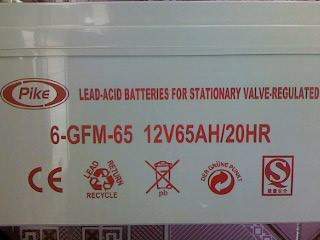 Pike
LEAD-ACID BATTERIES FOR STATIONARY VALVE-REGULATED
6-GFM-65 12V65AH/20HR
CE
LEAD RETURN
RECYCLE
pb
DER GRÜNE PUNKT
S